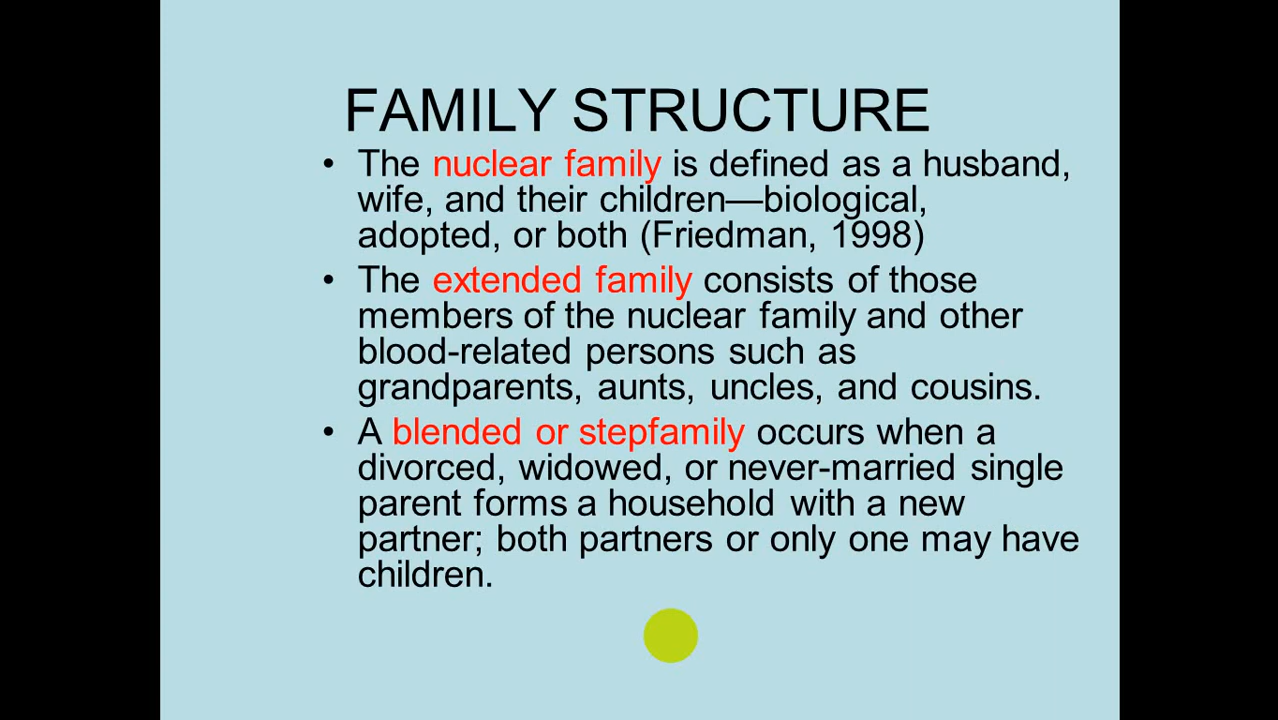 FAMILY STRUCTURE
• The nuclear family is defined as a husband,
wife, and their children—biological,
adopted, or both (Friedman, 1998)
• The extended family consists of those
members of the nuclear family and other
blood-related persons such as
grandparents, aunts, uncles, and cousins.
• A blended or stepfamily occurs when a
divorced, widowed, or never-married single
parent forms a household with a new
partner; both partners or only one may have
children.